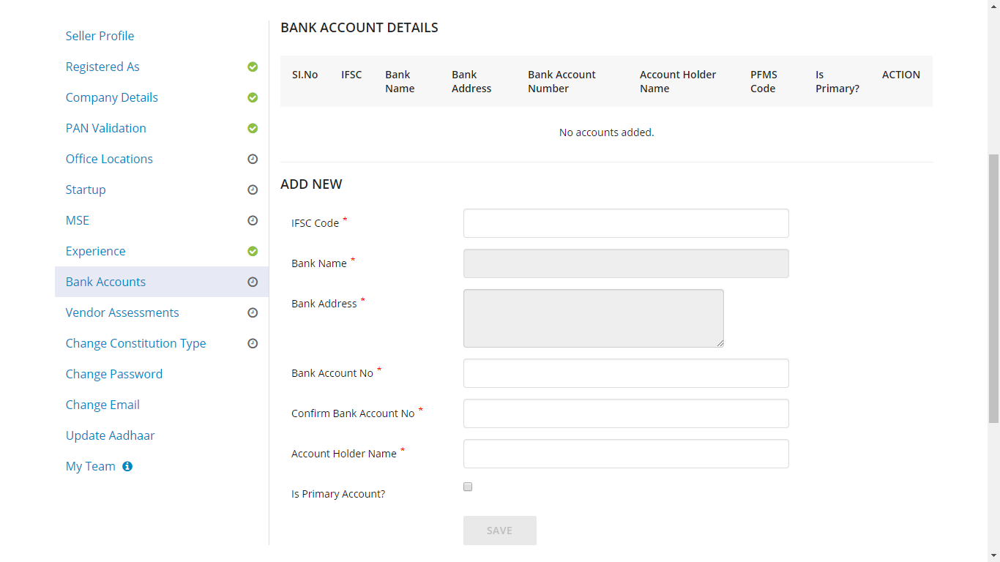 Seller Profile
Registered As
Company Details
PAN Validation
Office Locations
Startup
MSE
Experience
Bank Accounts
Vendor Assessments
Change Constitution Type
Change Password
Change Email
Update Aadhaar
My Team
BANK ACCOUNT DETAILS
SI.No IFSC Bank Name Bank Address Bank Account Number Account Holder Name PFMS Code Is Primary? ACTION
No accounts added.
ADD NEW
IFSC Code *
Bank Name *
Bank Address *
Bank Account No *
Confirm Bank Account No *
Account Holder Name *
Is Primary Account?
SAVE